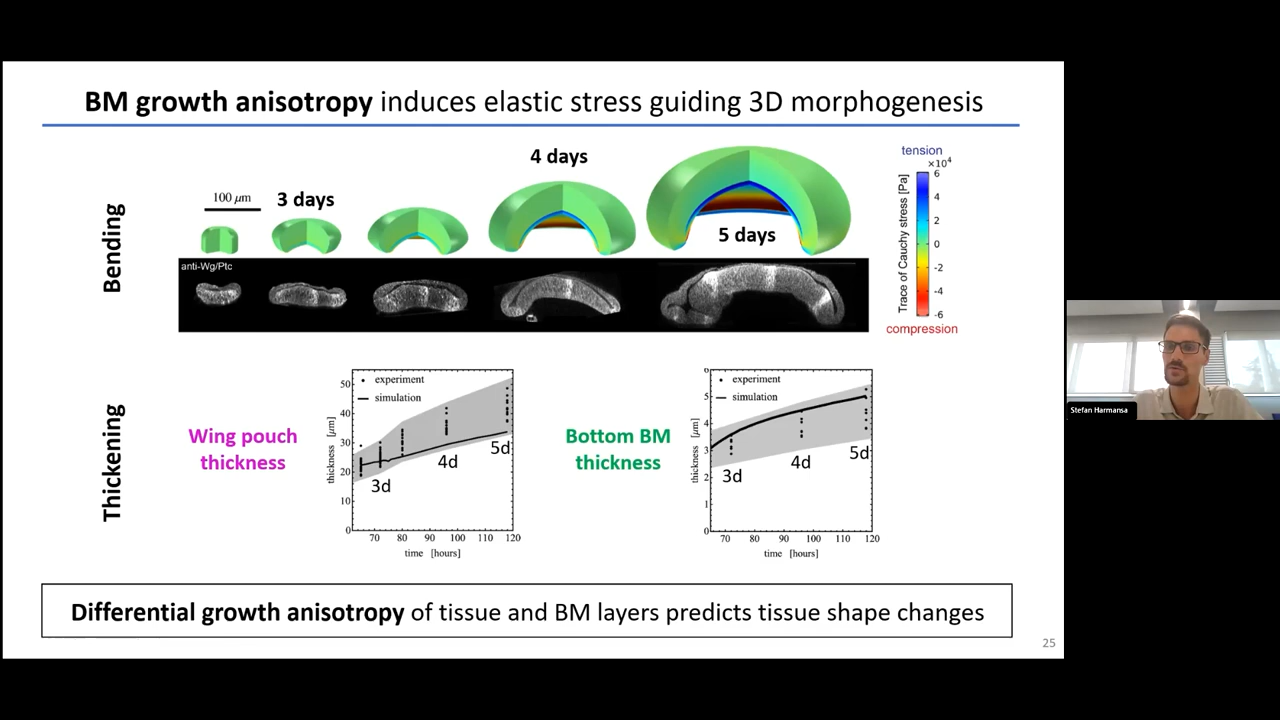 BM growth anisotropy induces elastic stress guiding 3D morphogenesis
Bending
100 μm
3 days
4 days
5 days
anti-Wg/Ptc
tension
×10⁴
6
4
2
0
-2
-4
-6
Trace of Cauchy stress [Pa]
compression
Thickening
Wing pouch
thickness
thickness [μm]
50
40
30
20
10
0
experiment
simulation
3d
4d
5d
70 80 90 100 110 120
time [hours]
Bottom BM
thickness
thickness [μm]
6
5
4
3
2
1
0
experiment
simulation
3d
4d
5d
70 80 90 100 110 120
time [hours]
Differential growth anisotropy of tissue and BM layers predicts tissue shape changes
25
Stefan Harmansa